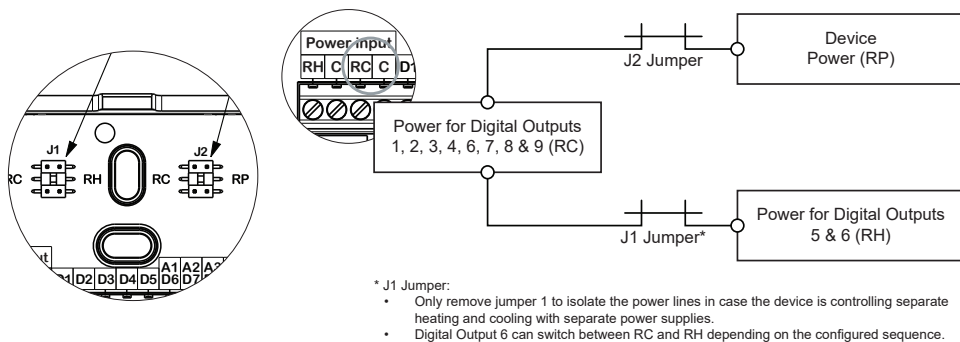 J1
J2
RC
RH
RC
RP
D2 D3 D4 D5
A1 A2
D6 D7
Power input
RH C RC C D1
Power for Digital Outputs
1, 2, 3, 4, 6, 7, 8 & 9 (RC)
J2 Jumper
Device
Power (RP)
J1 Jumper*
Power for Digital Outputs
5 & 6 (RH)
* J1 Jumper:
• Only remove jumper 1 to isolate the power lines in case the device is controlling separate
heating and cooling with separate power supplies.
• Digital Output 6 can switch between RC and RH depending on the configured sequence.